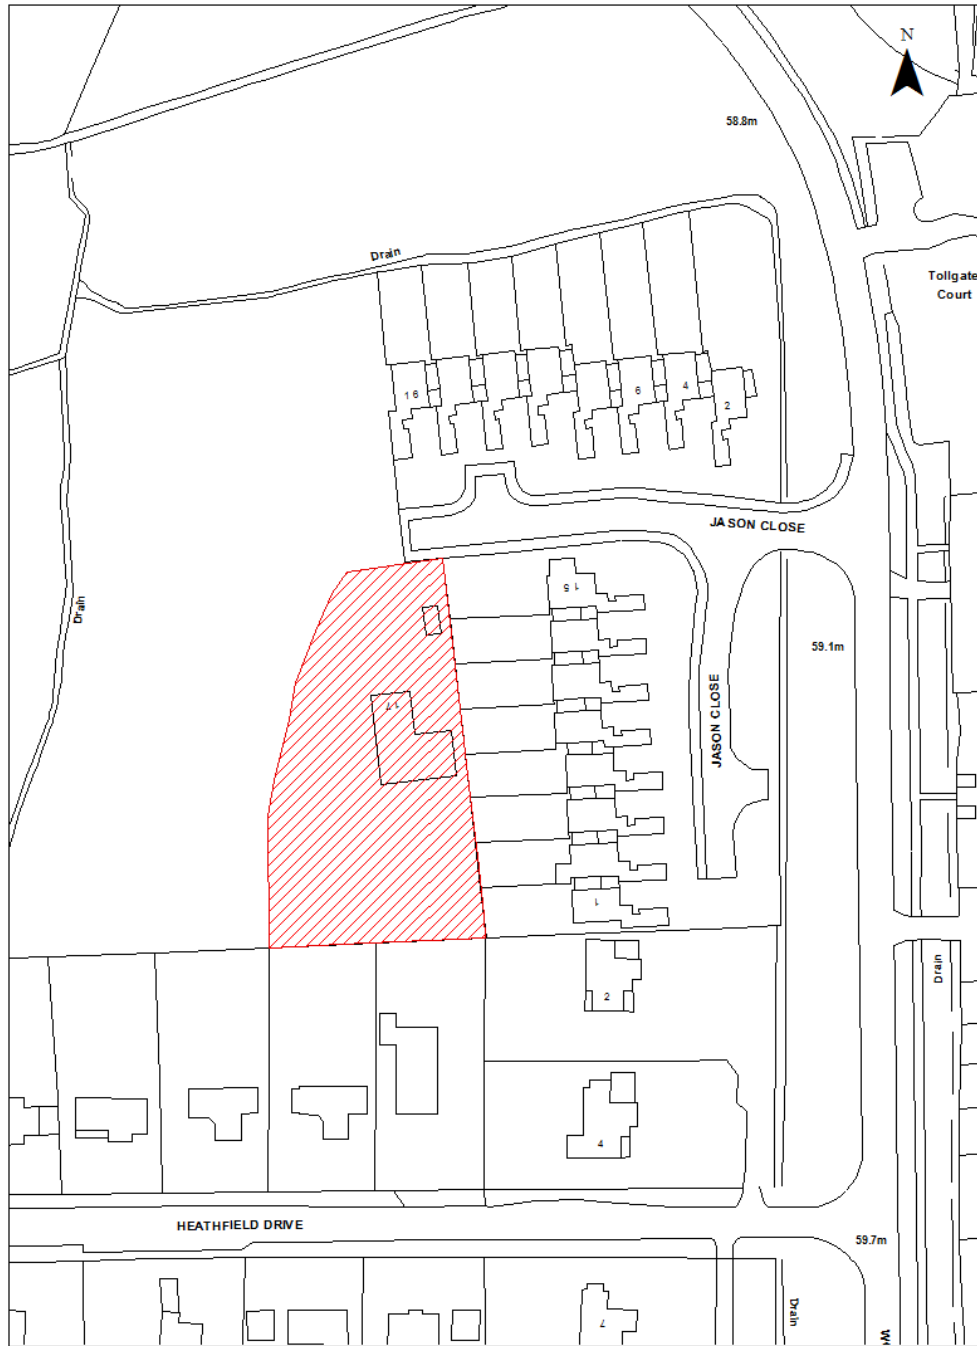 N
58.8m
Drain
Tollgate
Court
16
6
4
2
JASON CLOSE
15
Drain
59.1m
17
JASON CLOSE
1
2
Drain
4
HEATHFIELD DRIVE
59.7m
Drain
7